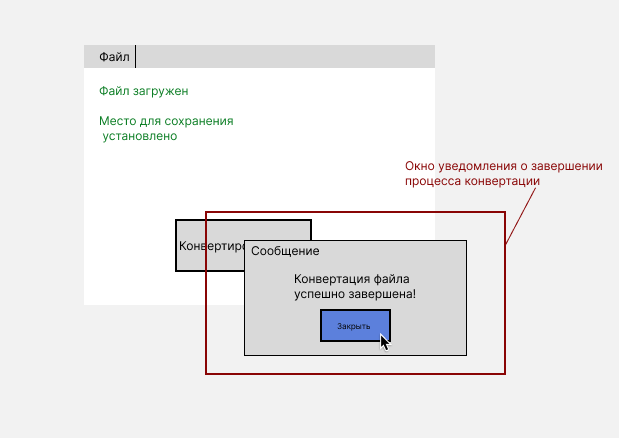 Файл
Файл загружен
Место для сохранения
установлено
Окно уведомления о завершении
процесса конвертации
Конвертиро
Сообщение
Конвертация файла
успешно завершена!
Закрыть